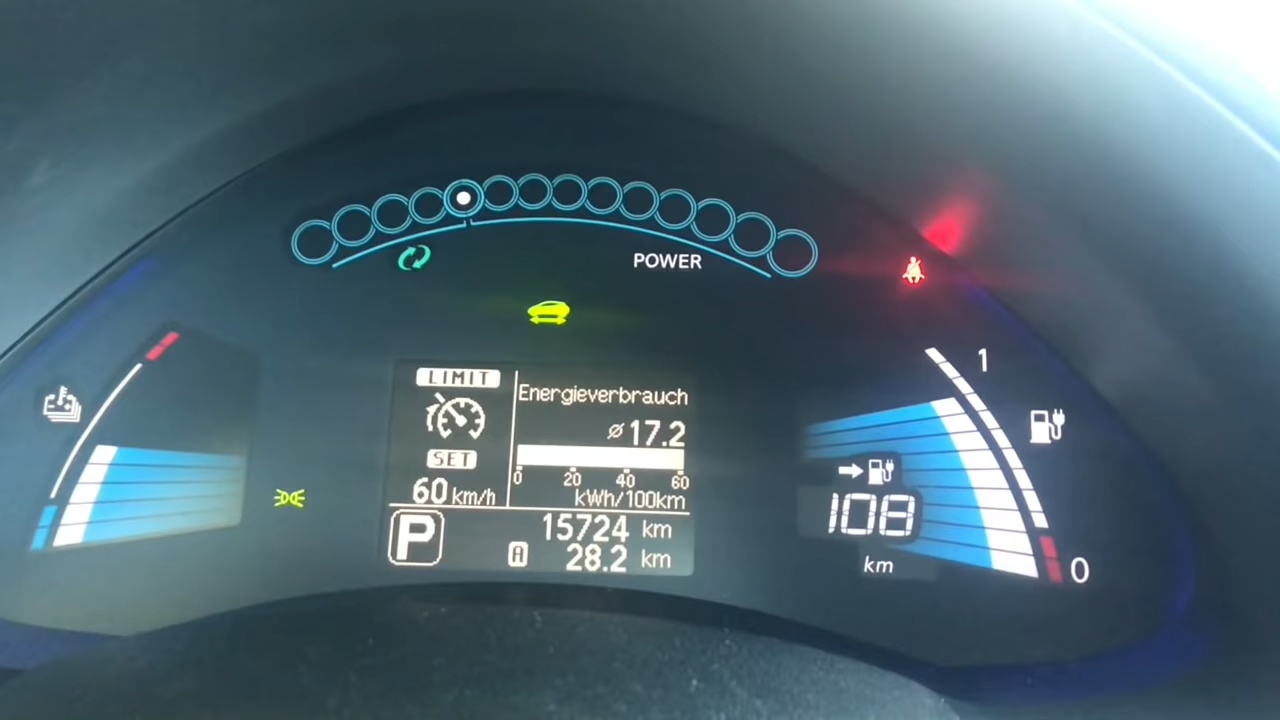 POWER
LIMIT
Energieverbrauch
ø 17.2
SET
0 20 40 60
60 km/h
kWh/100km
P
15724 km
A 28.2 km
1
108
km
0